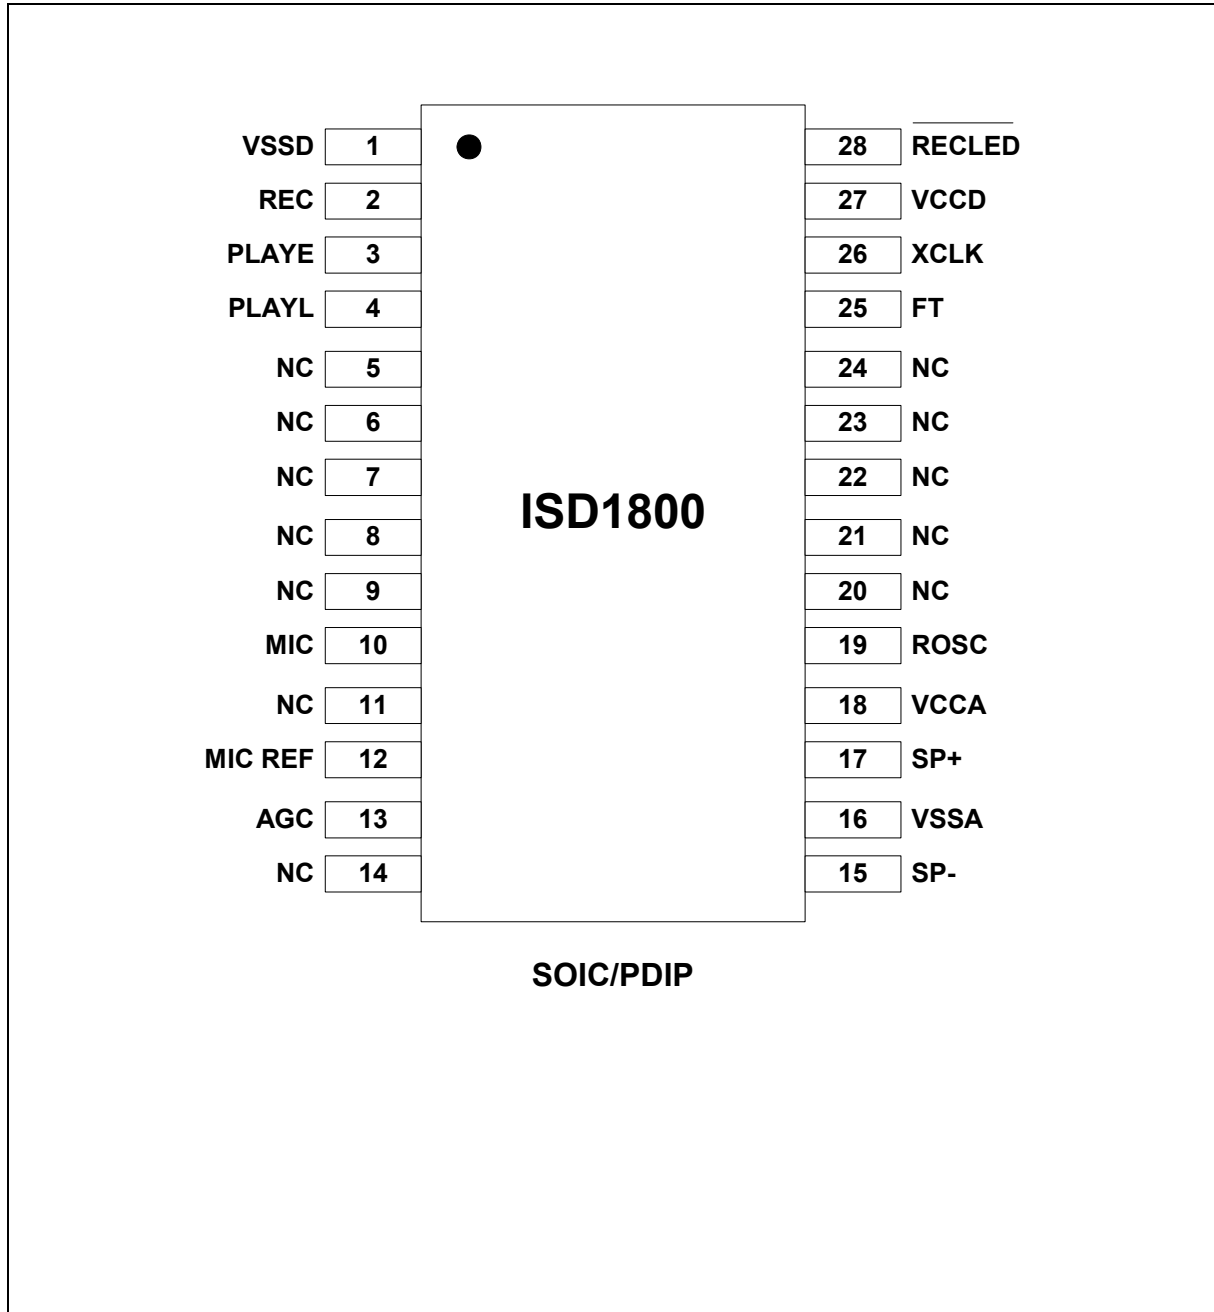 VSSD 1 28 RECLED
REC 2 27 VCCD
PLAYE 3 26 XCLK
PLAYL 4 25 FT
NC 5 24 NC
NC 6 23 NC
NC 7 22 NC
ISD1800
NC 8 21 NC
NC 9 20 NC
MIC 10 19 ROSC
NC 11 18 VCCA
MIC REF 12 17 SP+
AGC 13 16 VSSA
NC 14 15 SP-
SOIC/PDIP